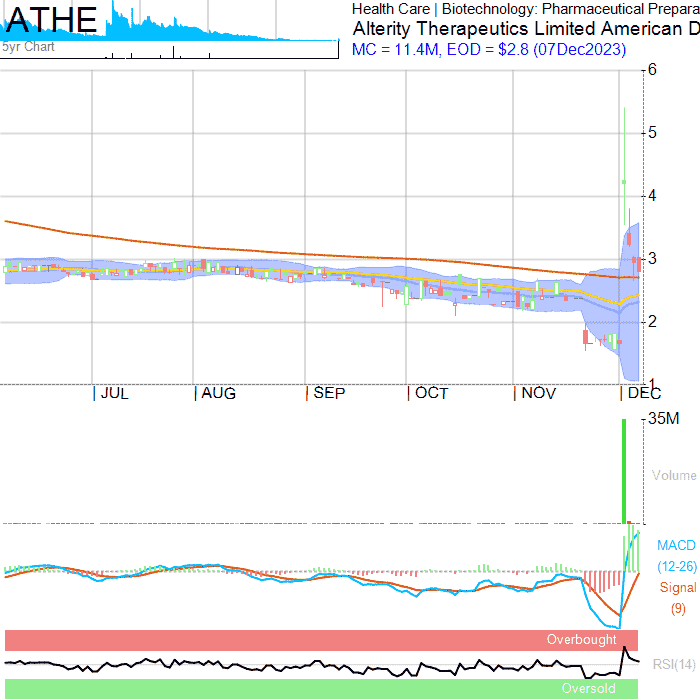 ATHE
5yr Chart
Health Care | Biotechnology: Pharmaceutical Prepara
Alterity Therapeutics Limited American D
MC = 11.4M, EOD = $2.8 (07Dec2023)
6
5
4
3
2
1
JUL AUG SEP OCT NOV DEC
35M
Volume
MACD
(12-26)
Signal
(9)
Overbought
RSI(14)
Oversold